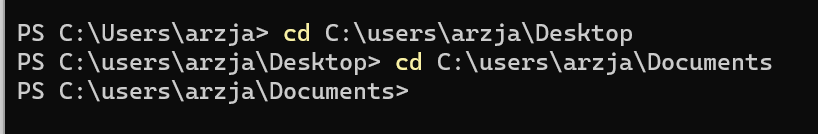 PS C:\Users\arzja> cd C:\users\arzja\Desktop
PS C:\users\arzja\Desktop> cd C:\users\arzja\Documents
PS C:\users\arzja\Documents>